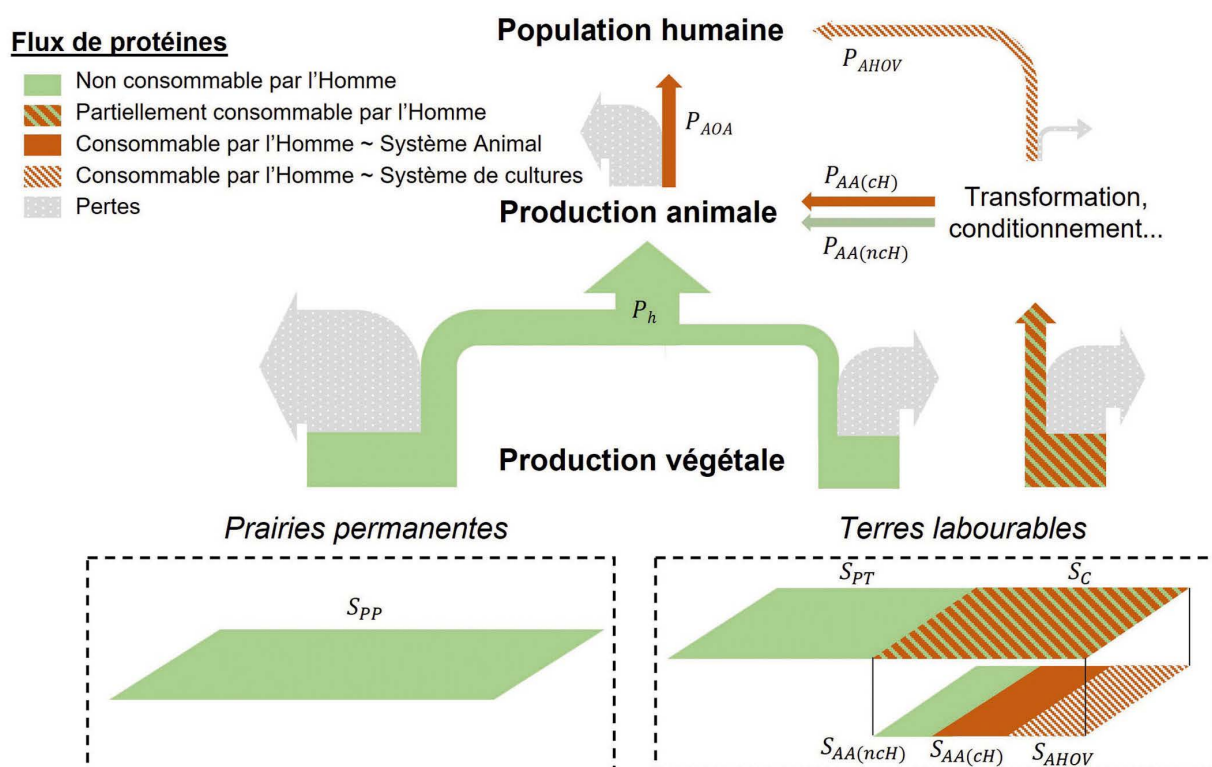 Flux de protéines
Non consommable par l'Homme
Partiellement consommable par l'Homme
Consommable par l'Homme ~ Système Animal
Consommable par l'Homme ~ Système de cultures
Pertes
Population humaine
P_AHOV
P_AOA
Production animale
P_AA(cH)
P_AA(ncH)
Transformation,
conditionnement...
P_h
Production végétale
Prairies permanentes
Terres labourables
S_PP
S_PT
S_C
S_AA(ncH)
S_AA(cH)
S_AHOV